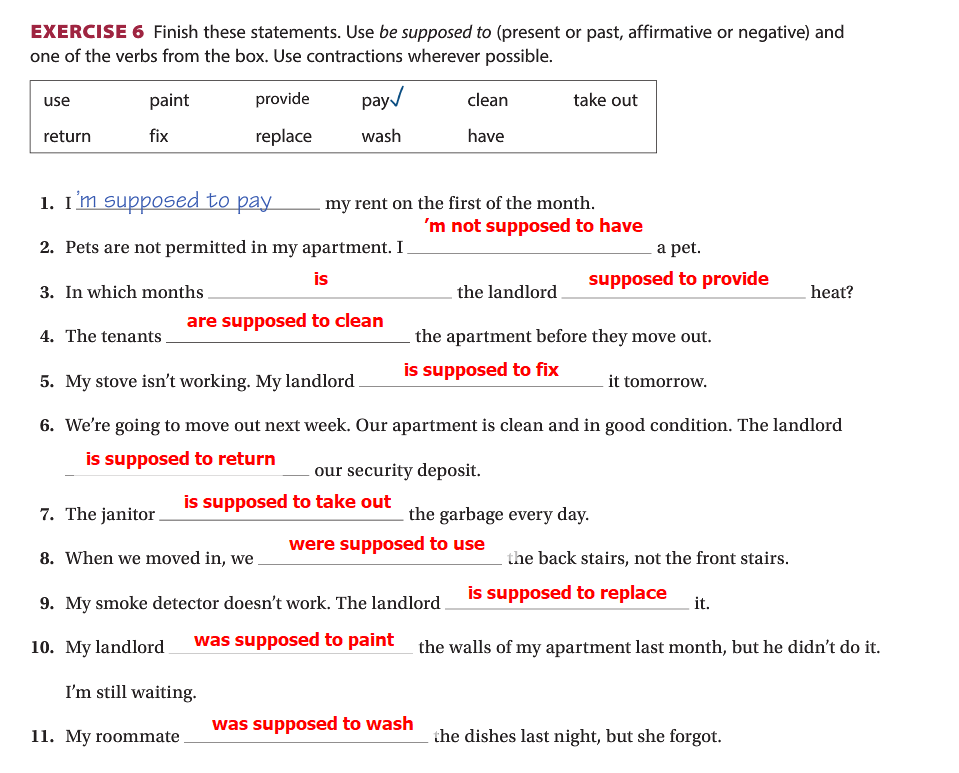 EXERCISE 6 Finish these statements. Use be supposed to (present or past, affirmative or negative) and
one of the verbs from the box. Use contractions wherever possible.
use paint provide pay✓ clean take out
return fix replace wash have
1. I 'm supposed to pay my rent on the first of the month.
2. Pets are not permitted in my apartment. I 'm not supposed to have a pet.
3. In which months is the landlord supposed to provide heat?
4. The tenants are supposed to clean the apartment before they move out.
5. My stove isn't working. My landlord is supposed to fix it tomorrow.
6. We're going to move out next week. Our apartment is clean and in good condition. The landlord
is supposed to return our security deposit.
7. The janitor is supposed to take out the garbage every day.
8. When we moved in, we were supposed to use the back stairs, not the front stairs.
9. My smoke detector doesn't work. The landlord is supposed to replace it.
10. My landlord was supposed to paint the walls of my apartment last month, but he didn't do it.
I'm still waiting.
11. My roommate was supposed to wash the dishes last night, but she forgot.